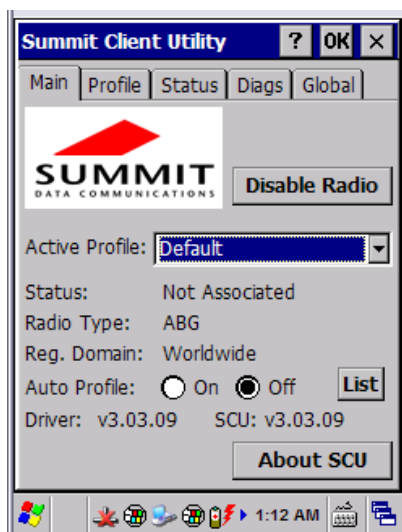 Summit Client Utility ? OK ×
Main Profile Status Diags Global
SUMMIT
DATA COMMUNICATIONS
Disable Radio
Active Profile: Default
Status: Not Associated
Radio Type: ABG
Reg. Domain: Worldwide
Auto Profile: On Off List
Driver: v3.03.09 SCU: v3.03.09
About SCU
1:12 AM